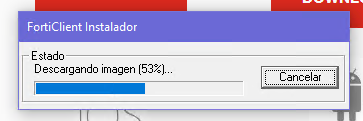 FortiClient Instalador
Estado
Descargando imagen (53%)...
Cancelar